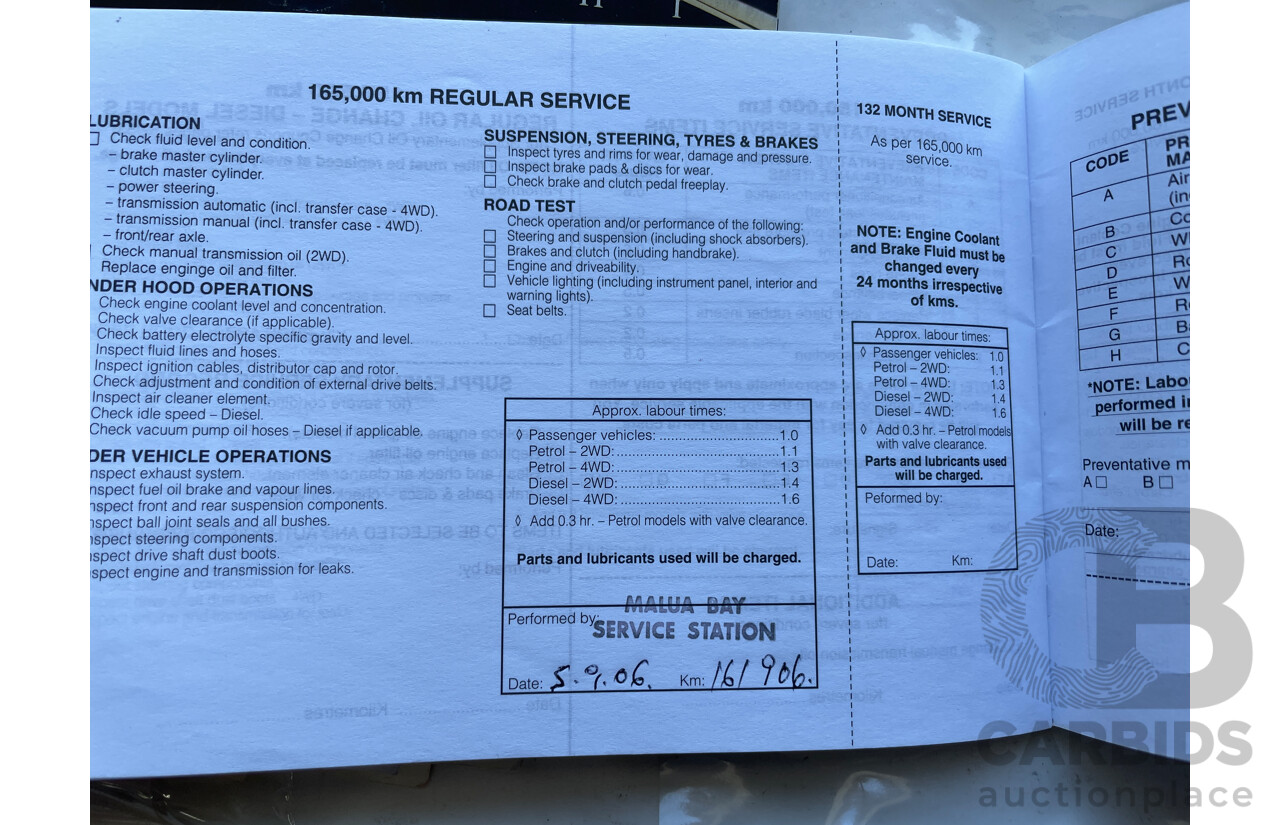 165,000 km REGULAR SERVICE
LUBRICATION
Check fluid level and condition.
– brake master cylinder.
– clutch master cylinder.
– power steering.
– transmission automatic (incl. transfer case - 4WD).
– transmission manual (incl. transfer case - 4WD).
– front/rear axle.
Check manual transmission oil (2WD).
Replace enginge oil and filter.
NDER HOOD OPERATIONS
Check engine coolant level and concentration.
Check valve clearance (if applicable).
Check battery electrolyte specific gravity and level.
Inspect fluid lines and hoses.
Inspect ignition cables, distributor cap and rotor.
Check adjustment and condition of external drive belts.
Inspect air cleaner element.
Check idle speed – Diesel.
Check vacuum pump oil hoses – Diesel if applicable.
DER VEHICLE OPERATIONS
nspect exhaust system.
nspect fuel oil brake and vapour lines.
nspect front and rear suspension components.
nspect ball joint seals and all bushes.
nspect steering components.
nspect drive shaft dust boots.
spect engine and transmission for leaks.
SUSPENSION, STEERING, TYRES & BRAKES
Inspect tyres and rims for wear, damage and pressure.
Inspect brake pads & discs for wear.
Check brake and clutch pedal freeplay.
ROAD TEST
Check operation and/or performance of the following:
Steering and suspension (including shock absorbers).
Brakes and clutch (including handbrake).
Engine and driveability.
Vehicle lighting (including instrument panel, interior and
warning lights).
Seat belts.
Approx. labour times:
◊ Passenger vehicles: ...............................1.0
Petrol – 2WD:..........................................1.1
Petrol – 4WD:..........................................1.3
Diesel – 2WD:..........................................1.4
Diesel – 4WD:..........................................1.6
◊ Add 0.3 hr. – Petrol models with valve clearance.
Parts and lubricants used will be charged.
Performed by:
MALUA BAY
SERVICE STATION
Date: 5.9.06. Km: 161 906.
132 MONTH SERVICE
As per 165,000 km
service.
NOTE: Engine Coolant
and Brake Fluid must be
changed every
24 months irrespective
of kms.
Approx. labour times:
◊ Passenger vehicles: 1.0
Petrol – 2WD: 1.1
Petrol – 4WD: 1.3
Diesel – 2WD: 1.4
Diesel – 4WD: 1.6
◊ Add 0.3 hr. – Petrol models
with valve clearance.
Parts and lubricants used
will be charged.
Peformed by:
Date: Km:
PREV
CODE PR
MA
A Air
(in
B Co
C W
D Ro
E W
F Re
G B
H C
*NOTE: Labo
performed i
will be re
Preventative m
A B
Date:
CARBIDS
auctionplace